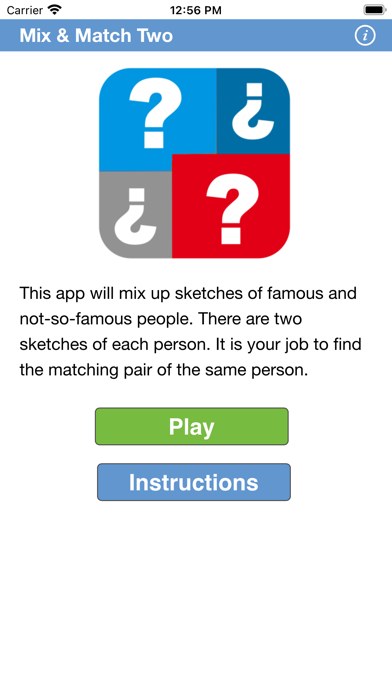 Carrier 12:56 PM
Mix & Match Two
i
? ¿
¿ ?
This app will mix up sketches of famous and
not-so-famous people. There are two
sketches of each person. It is your job to find
the matching pair of the same person.
Play
Instructions